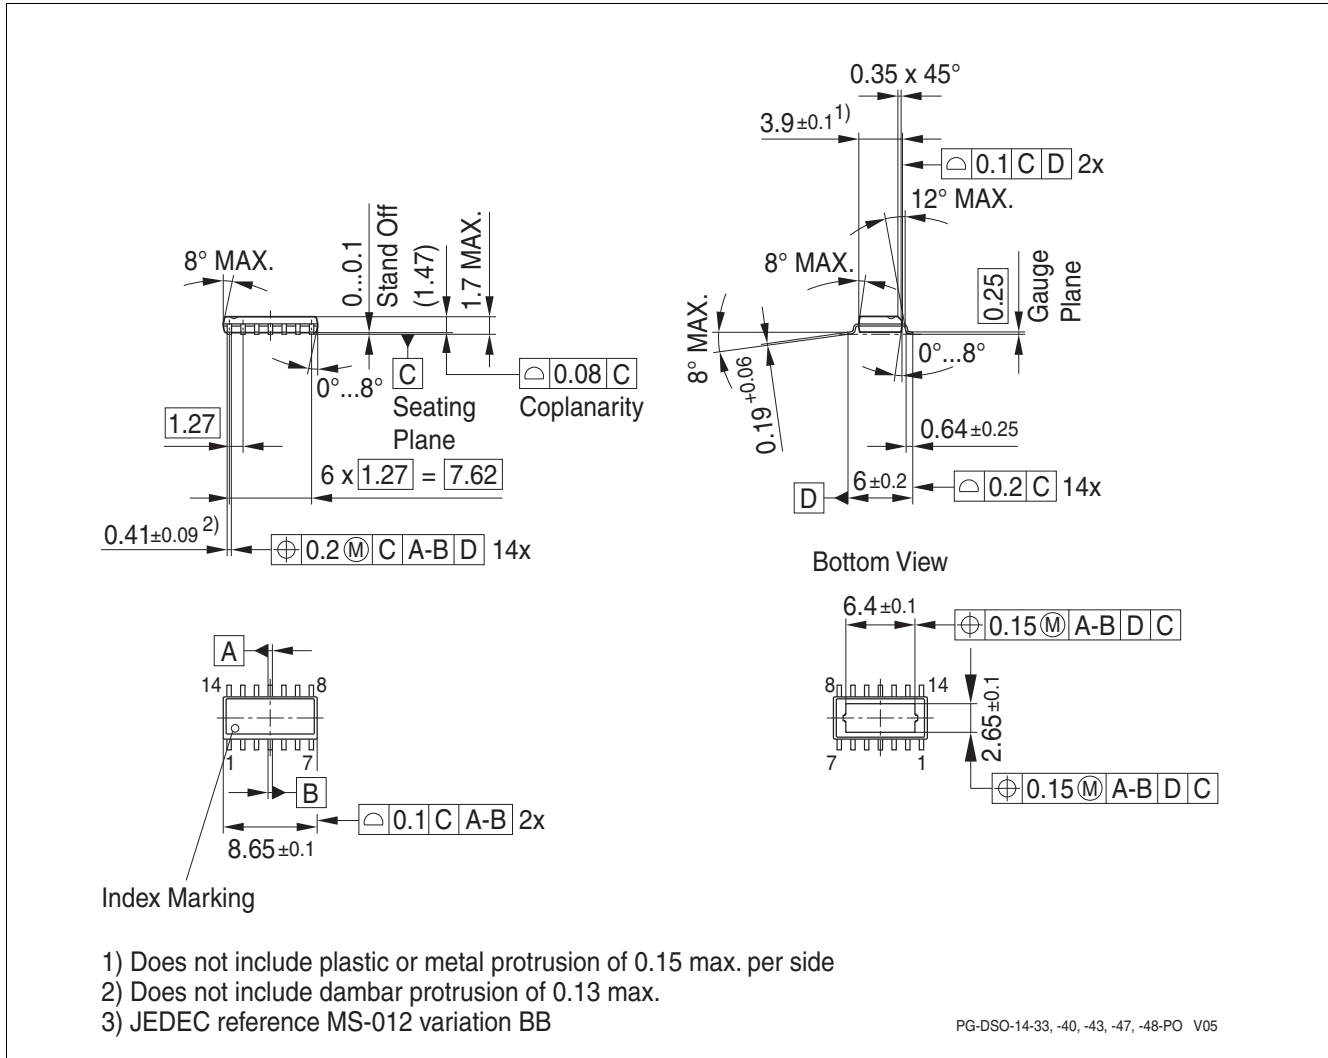 0.35 x 45°
3.9±0.1 1)
⌓ 0.1 C D 2x
12° MAX.
8° MAX.
8° MAX.
0.19 +0.06
0.25
Gauge
Plane
0°...8°
0.64±0.25
D
6±0.2
⌓ 0.2 C 14x
8° MAX.
0...0.1
Stand Off
(1.47)
1.7 MAX.
0°...8°
C
Seating
Plane
⌓ 0.08 C
Coplanarity
1.27
6 x 1.27 = 7.62
0.41±0.09 2)
⌖ 0.2 Ⓜ C A-B D 14x
A
14 8
1 7
B
⌓ 0.1 C A-B 2x
8.65±0.1
Index Marking
Bottom View
6.4±0.1
⌖ 0.15 Ⓜ A-B D C
8 14
7 1
2.65±0.1
⌖ 0.15 Ⓜ A-B D C
1) Does not include plastic or metal protrusion of 0.15 max. per side
2) Does not include dambar protrusion of 0.13 max.
3) JEDEC reference MS-012 variation BB
PG-DSO-14-33, -40, -43, -47, -48-PO V05